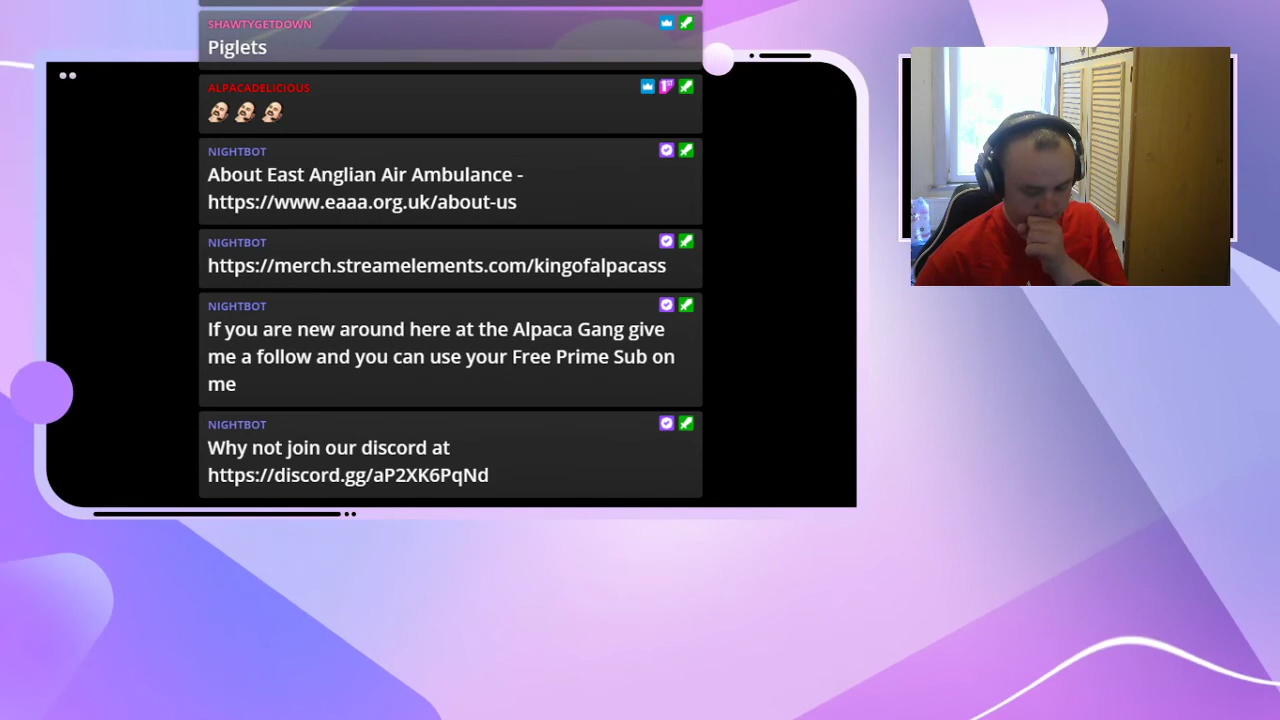 SHAWTYGETDOWN
Piglets
ALPACADELICIOUS
NIGHTBOT
About East Anglian Air Ambulance -
https://www.eaaa.org.uk/about-us
NIGHTBOT
https://merch.streamelements.com/kingofalpacass
NIGHTBOT
If you are new around here at the Alpaca Gang give
me a follow and you can use your Free Prime Sub on
me
NIGHTBOT
Why not join our discord at
https://discord.gg/aP2XK6PqNd